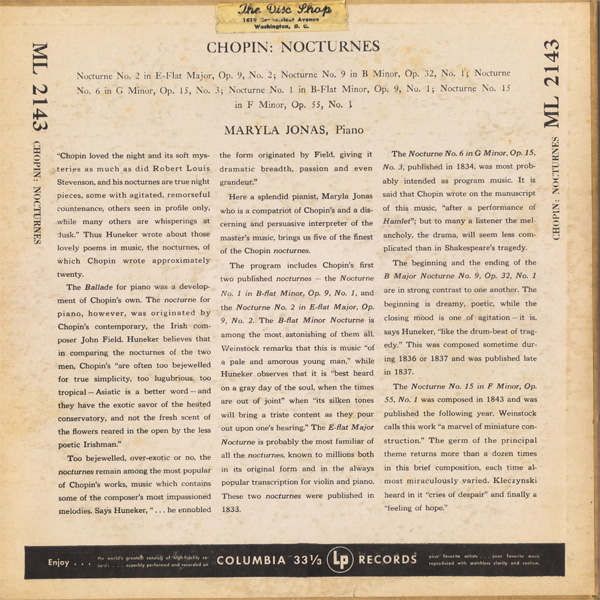 The Disc Shop
1619 Connecticut Avenue
Washington, D. C.
CHOPIN: NOCTURNES
Nocturne No. 2 in E-Flat Major, Op. 9, No. 2; Nocturne No. 9 in B Minor, Op. 32, No. 1; Nocturne
No. 6 in G Minor, Op. 15, No. 3; Nocturne No. 1 in B-Flat Minor, Op. 9, No. 1; Nocturne No. 15
in F Minor, Op. 55, No. 1
MARYLA JONAS, Piano
ML 2143
CHOPIN: NOCTURNES
"Chopin loved the night and its soft mys-
teries as much as did Robert Louis
Stevenson, and his nocturnes are true night
pieces, some with agitated, remorseful
countenance, others seen in profile only,
while many others are whisperings at
dusk." Thus Huneker wrote about those
lovely poems in music, the nocturnes, of
which Chopin wrote approximately
twenty.
The Ballade for piano was a develop-
ment of Chopin's own. The nocturne for
piano, however, was originated by
Chopin's contemporary, the Irish com-
poser John Field. Huneker believes that
in comparing the nocturnes of the two
men, Chopin's "are often too bejewelled
for true simplicity, too lugubrious, too
tropical—Asiatic is a better word—and
they have the exotic savor of the heated
conservatory, and not the fresh scent of
the flowers reared in the open by the less
poetic Irishman."
Too bejewelled, over-exotic or no, the
nocturnes remain among the most popular
of Chopin's works, music which contains
some of the composer's most impassioned
melodies. Says Huneker, "... he ennobled
the form originated by Field, giving it
dramatic breadth, passion and even
grandeur."
Here a splendid pianist, Maryla Jonas
who is a compatriot of Chopin's and a dis-
cerning and persuasive interpreter of the
master's music, brings us five of the finest
of the Chopin nocturnes.
The program includes Chopin's first
two published nocturnes — the Nocturne
No. 1 in B-flat Minor, Op. 9, No. 1, and
the Nocturne No. 2 in E-flat Major, Op.
9, No. 2. The B-flat Minor Nocturne is
among the most astonishing of them all.
Weinstock remarks that this is music "of
a pale and amorous young man," while
Huneker observes that it is "best heard
on a gray day of the soul, when the times
are out of joint" when "its silken tones
will bring a triste content as they pour
out upon one's hearing." The E-flat Major
Nocturne is probably the most familiar of
all the nocturnes, known to millions both
in its original form and in the always
popular transcription for violin and piano.
These two nocturnes were published in
1833.
The Nocturne No. 6 in G Minor, Op. 15,
No. 3, published in 1834, was most prob-
ably intended as program music. It is
said that Chopin wrote on the manuscript
of this music, "after a performance of
Hamlet"; but to many a listener the mel-
ancholy, the drama, will seem less com-
plicated than in Shakespeare's tragedy.
The beginning and the ending of the
B Major Nocturne No. 9, Op. 32, No. 1
are in strong contrast to one another. The
beginning is dreamy, poetic, while the
closing mood is one of agitation—it is,
says Huneker, "like the drum-beat of trag-
edy." This was composed sometime dur-
ing 1836 or 1837 and was published late
in 1837.
The Nocturne No. 15 in F Minor, Op.
55, No. 1 was composed in 1843 and was
published the following year. Weinstock
calls this work "a marvel of miniature con-
struction." The germ of the principal
theme returns more than a dozen times
in this brief composition, each time al-
most miraculously varied. Kleczynski
heard in it "cries of despair" and finally a
"feeling of hope."
ML 2143
CHOPIN: NOCTURNES
Enjoy . . . the world's greatest catalog of high-fidelity re-
cords . . . . superbly performed and recorded on
COLUMBIA 33⅓ Lp RECORDS
your favorite artists . . . your favorite music
reproduced with matchless clarity and realism.